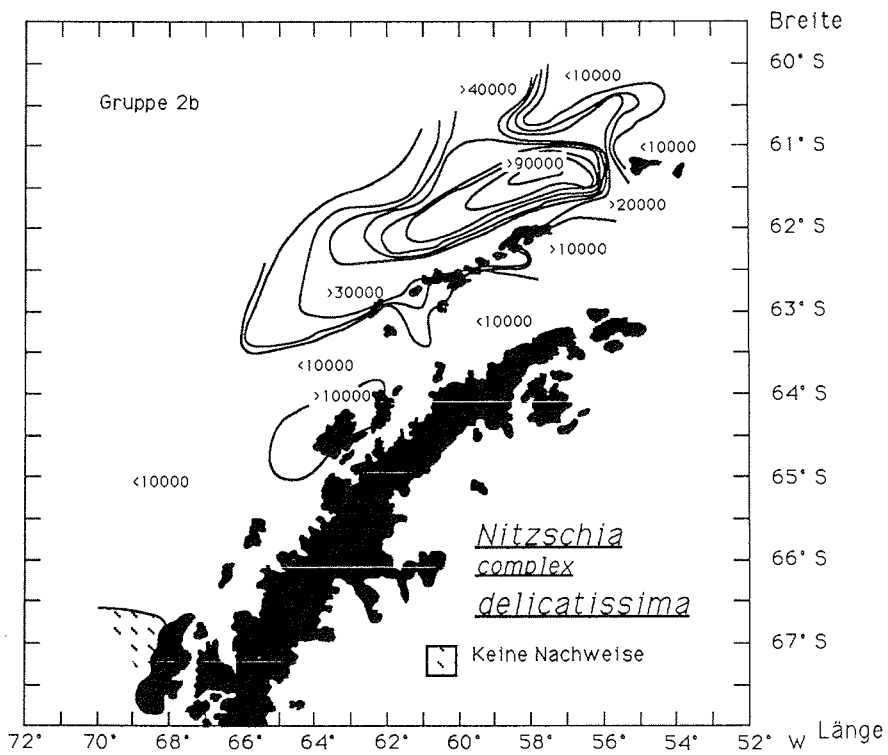 Breite
60° S
Gruppe 2b
>40000
<10000
61° S
<10000
>90000
>20000
62° S
>10000
>30000
63° S
<10000
<10000
64° S
>10000
65° S
<10000
Nitzschia
complex
delicatissima
66° S
67° S
Keine Nachweise
72° 70° 68° 66° 64° 62° 60° 58° 56° 54° 52° W Länge